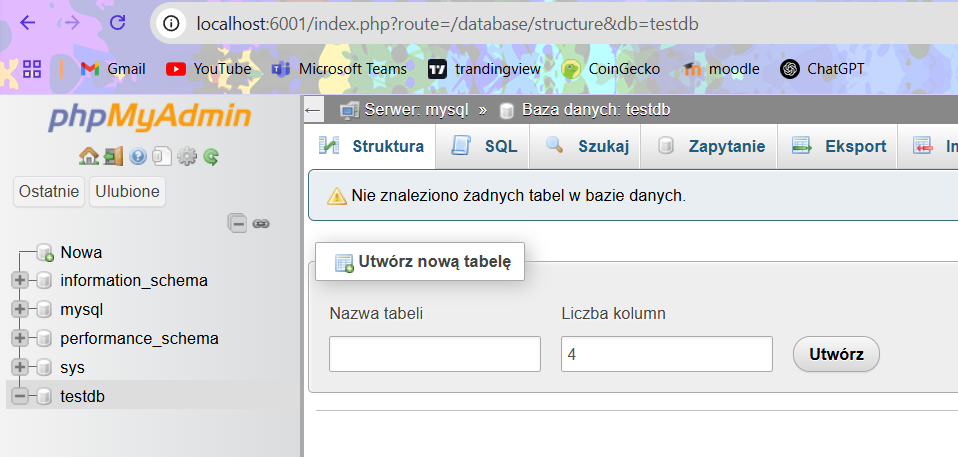 localhost:6001/index.php?route=/database/structure&db=testdb
Gmail YouTube Microsoft Teams trandingview CoinGecko moodle ChatGPT
phpMyAdmin
Ostatnie Ulubione
Nowa
information_schema
mysql
performance_schema
sys
testdb
Serwer: mysql » Baza danych: testdb
Struktura SQL Szukaj Zapytanie Eksport Im
Nie znaleziono żadnych tabel w bazie danych.
Utwórz nową tabelę
Nazwa tabeli Liczba kolumn
4 Utwórz